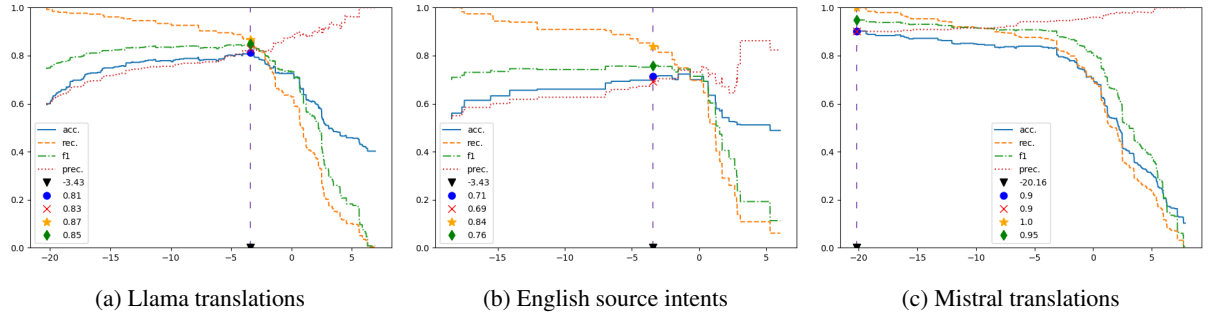 1.0
0.8
0.6
0.4
0.2
0.0
acc.
rec.
f1
prec.
-3.43
0.81
0.83
0.87
0.85
−20 −15 −10 −5 0 5
(a) Llama translations
1.0
0.8
0.6
0.4
0.2
0.0
acc.
rec.
f1
prec.
-3.43
0.71
0.69
0.84
0.76
−15 −10 −5 0 5
(b) English source intents
1.0
0.8
0.6
0.4
0.2
0.0
acc.
rec.
f1
prec.
-20.16
0.9
0.9
1.0
0.95
−20 −15 −10 −5 0 5
(c) Mistral translations